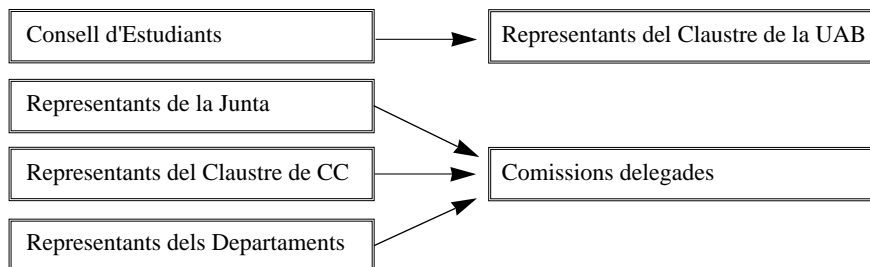 Consell d'Estudiants
Representants del Claustre de la UAB
Representants de la Junta
Representants del Claustre de CC
Comissions delegades
Representants dels Departaments